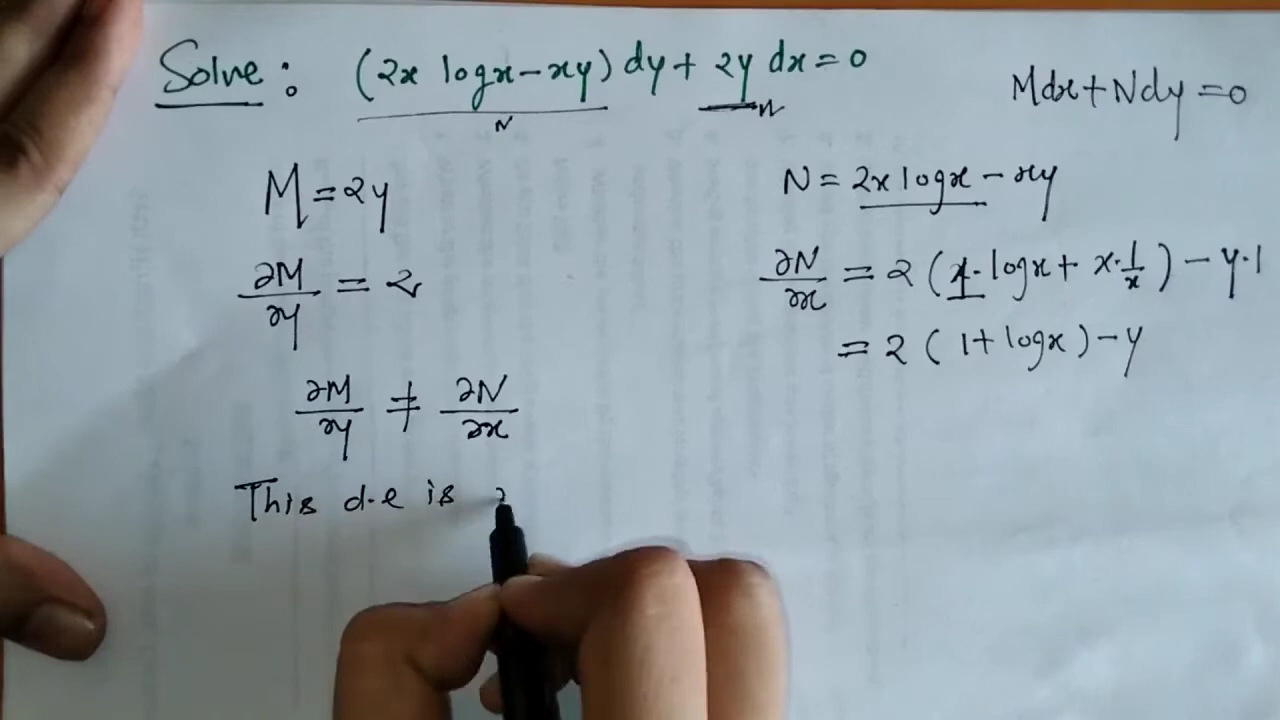 Solve : (2x logx - xy) dy + 2y dx = 0
N M
Mdx + Ndy = 0
M = 2y
∂M/∂y = 2
∂M/∂y ≠ ∂N/∂x
This d.e is
N = 2x logx - xy
∂N/∂x = 2 (1. logx + x. 1/x) - y.1
= 2 (1 + logx) - y